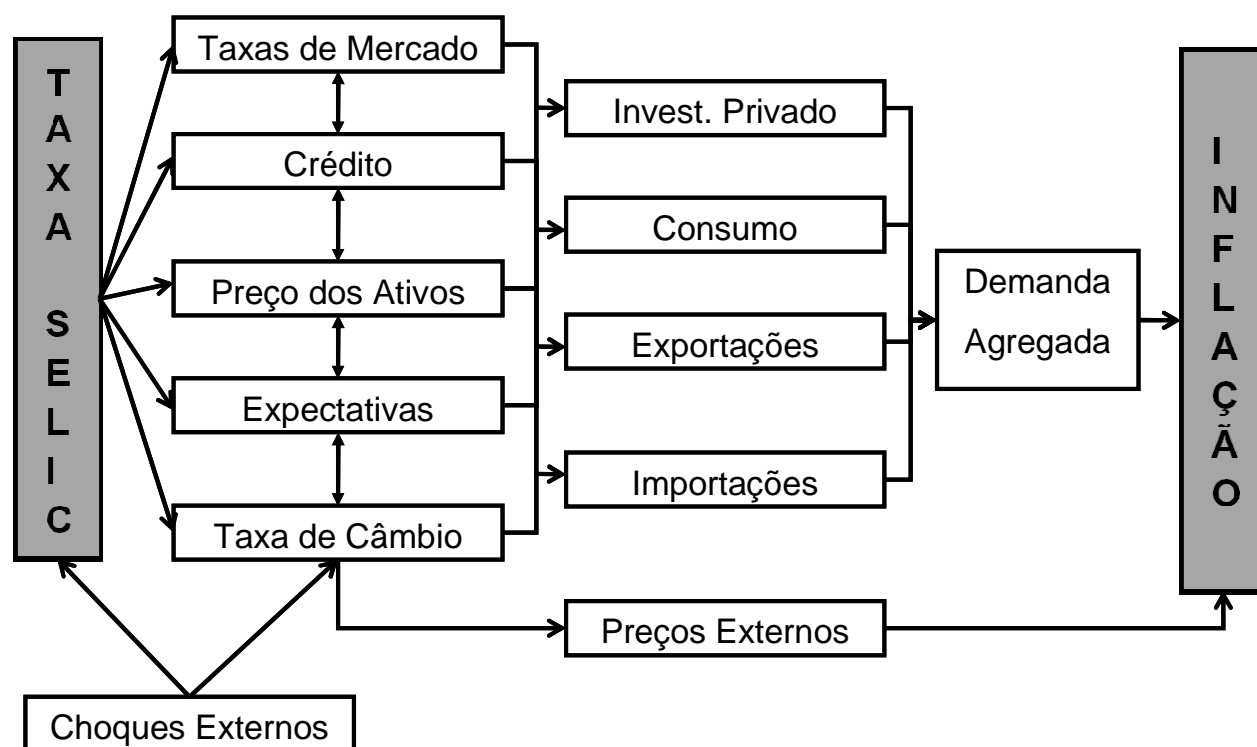 TAXA SELIC
Taxas de Mercado
Crédito
Preço dos Ativos
Expectativas
Taxa de Câmbio
Invest. Privado
Consumo
Exportações
Importações
Preços Externos
Demanda
Agregada
INFLAÇÃO
Choques Externos